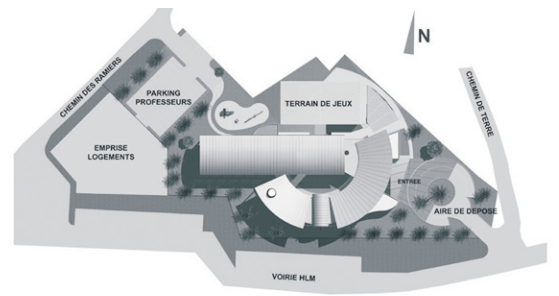 N
CHEMIN DES RAMIERS
PARKING
PROFESSEURS
TERRAIN DE JEUX
CHEMIN DE TERRE
EMPRISE
LOGEMENTS
ENTREE
AIRE DE DEPOSE
VOIRIE HLM